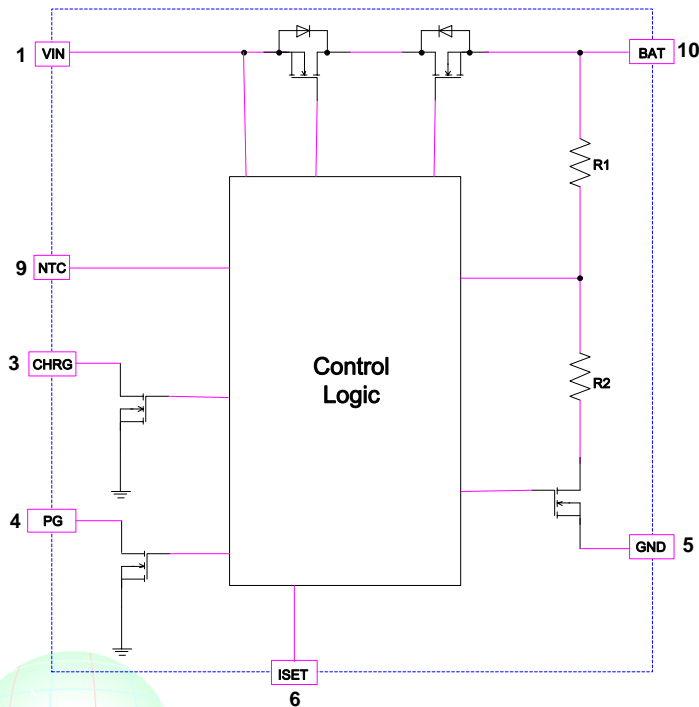 1 VIN
BAT 10
R1
9 NTC
3 CHRG
Control
Logic
R2
4 PG
GND 5
ISET
6